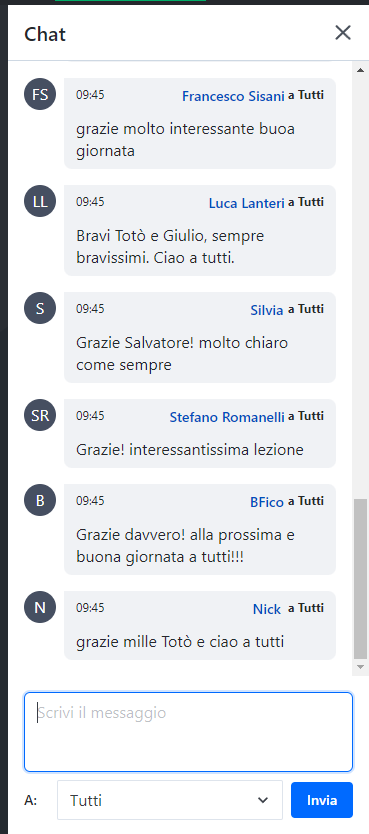 Chat
FS
09:45 Francesco Sisani a Tutti
grazie molto interessante buoa
giornata
LL
09:45 Luca Lanteri a Tutti
Bravi Totò e Giulio, sempre
bravissimi. Ciao a tutti.
S
09:45 Silvia a Tutti
Grazie Salvatore! molto chiaro
come sempre
SR
09:45 Stefano Romanelli a Tutti
Grazie! interessantissima lezione
B
09:45 BFico a Tutti
Grazie davvero! alla prossima e
buona giornata a tutti!!!
N
09:45 Nick a Tutti
grazie mille Totò e ciao a tutti
Scrivi il messaggio
A: Tutti Invia